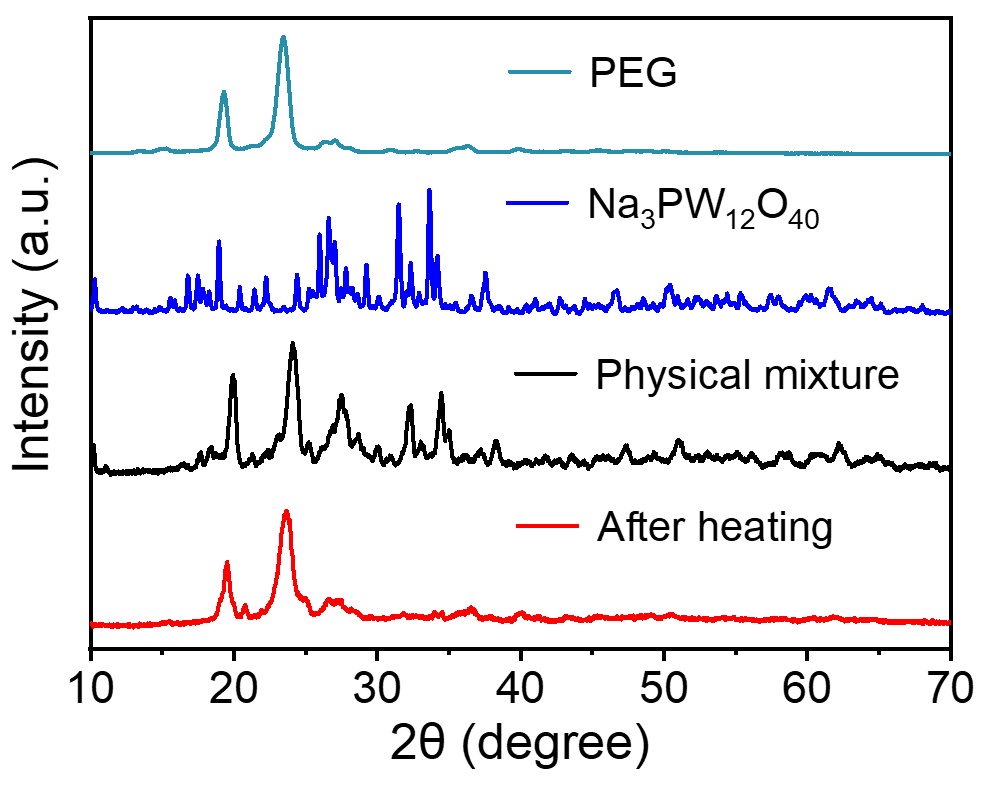 PEG
Na₃PW₁₂O₄₀
Physical mixture
After heating
Intensity (a.u.)
10 20 30 40 50 60 70
2θ (degree)